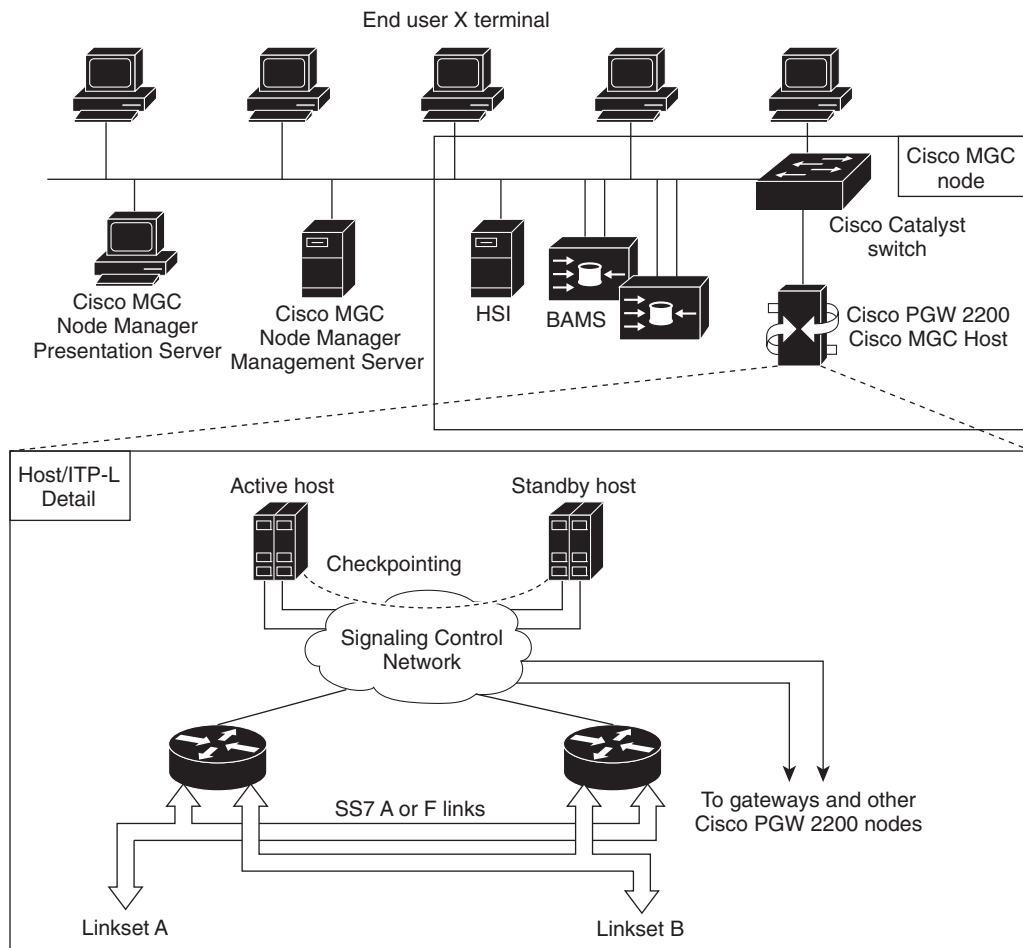 End user X terminal
Cisco MGC
node
Cisco Catalyst
switch
Cisco MGC
Node Manager
Presentation Server
Cisco MGC
Node Manager
Management Server
HSI
BAMS
Cisco PGW 2200
Cisco MGC Host
Host/ITP-L
Detail
Active host
Standby host
Checkpointing
Signaling Control
Network
SS7 A or F links
To gateways and other
Cisco PGW 2200 nodes
Linkset A
Linkset B